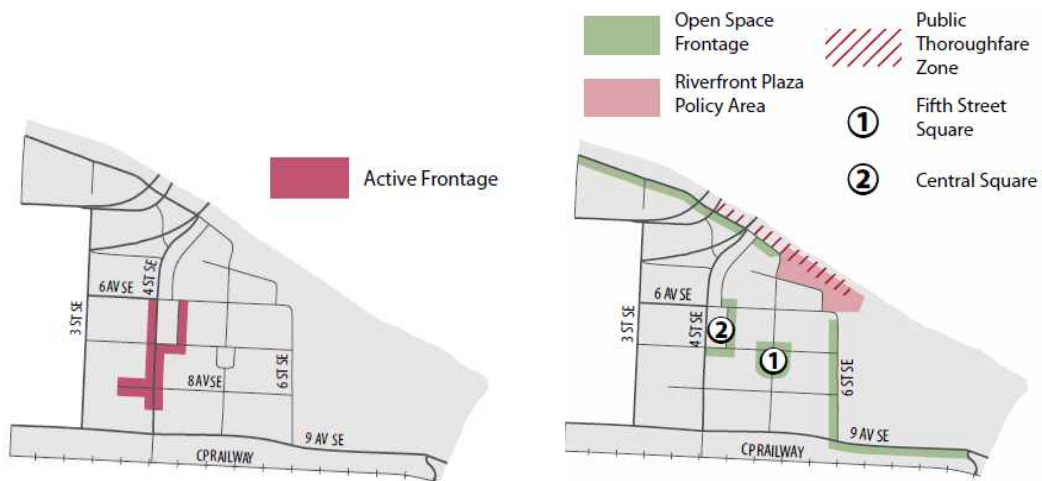 Active Frontage
6 AV SE
4 ST SE
3 ST SE
6 ST SE
8 AV SE
9 AV SE
CP RAILWAY
Open Space
Frontage
Riverfront Plaza
Policy Area
Public
Thoroughfare
Zone
1
Fifth Street
Square
2
Central Square
6 AV SE
4 ST SE
3 ST SE
2
1
6 ST SE
9 AV SE
CP RAILWAY